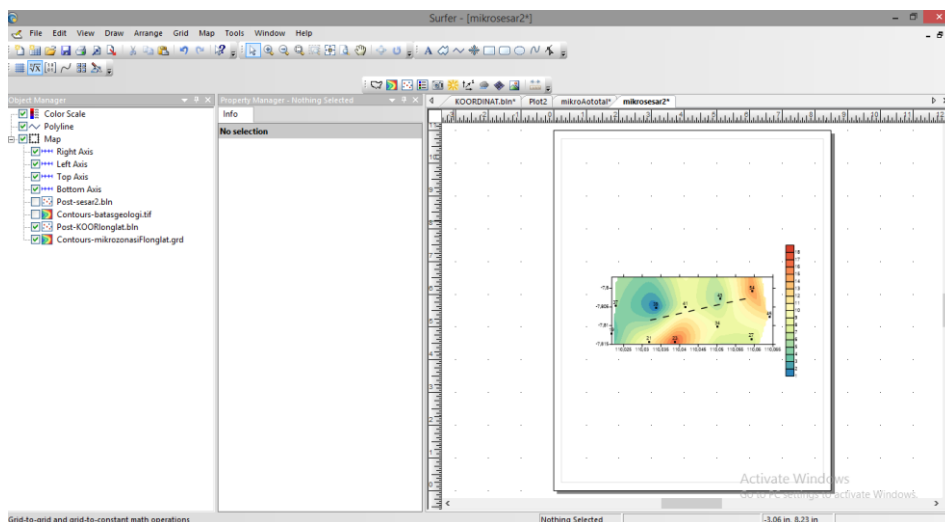 Surfer - [mikrosesar2*]
File Edit View Draw Arrange Grid Map Tools Window Help
Object Manager
Property Manager - Nothing Selected
KOORDINAT.bln* Plot2 mikroAototal* mikrosesar2*
Color Scale
Polyline
Map
Right Axis
Left Axis
Top Axis
Bottom Axis
Post-sesar2.bln
Contours-batasgeologi.tif
Post-KOORlonglat.bln
Contours-mikrozonasiFlonglat.grd
Info
No selection
Activate Windows
Go to PC settings to activate Windows.
Grid-to-grid and grid-to-constant math operations
Nothing Selected
-3.06 in, 8.23 in